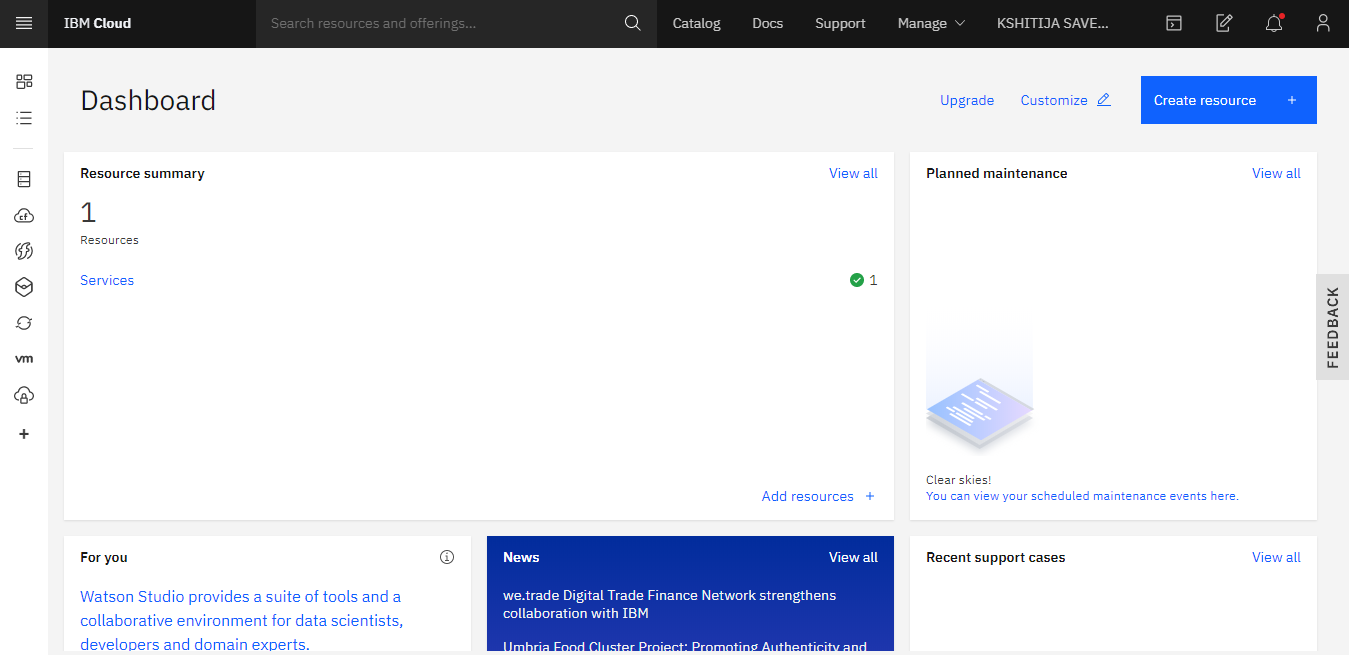 IBM Cloud
Search resources and offerings...
Catalog
Docs
Support
Manage
KSHITIJA SAVE...
cf
vm
Dashboard
Upgrade
Customize
Create resource +
Resource summary
View all
1
Resources
Services
1
Add resources +
Planned maintenance
View all
Clear skies!
You can view your scheduled maintenance events here.
FEEDBACK
For you
Watson Studio provides a suite of tools and a
collaborative environment for data scientists,
developers and domain experts.
News
View all
we.trade Digital Trade Finance Network strengthens
collaboration with IBM
Umbria Food Cluster Project: Promoting Authenticity and
Recent support cases
View all